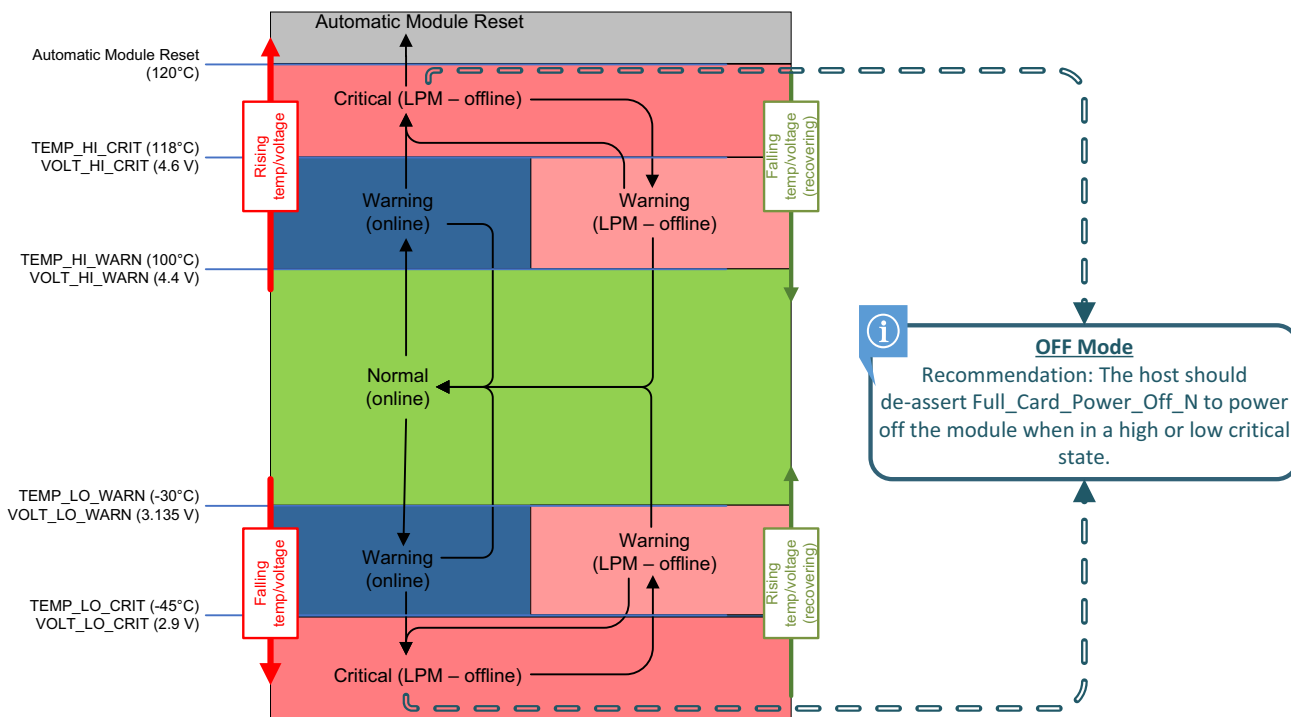 Automatic Module Reset
Automatic Module Reset
(120°C)
Critical (LPM – offline)
TEMP_HI_CRIT (118°C)
VOLT_HI_CRIT (4.6 V)
Rising
temp/voltage
Falling
temp/voltage
(recovering)
Warning
(online)
Warning
(LPM – offline)
TEMP_HI_WARN (100°C)
VOLT_HI_WARN (4.4 V)
Normal
(online)
OFF Mode
Recommendation: The host should
de-assert Full_Card_Power_Off_N to power
off the module when in a high or low critical
state.
TEMP_LO_WARN (-30°C)
VOLT_LO_WARN (3.135 V)
Falling
temp/voltage
Warning
(online)
Warning
(LPM – offline)
Rising
temp/voltage
(recovering)
TEMP_LO_CRIT (-45°C)
VOLT_LO_CRIT (2.9 V)
Critical (LPM – offline)